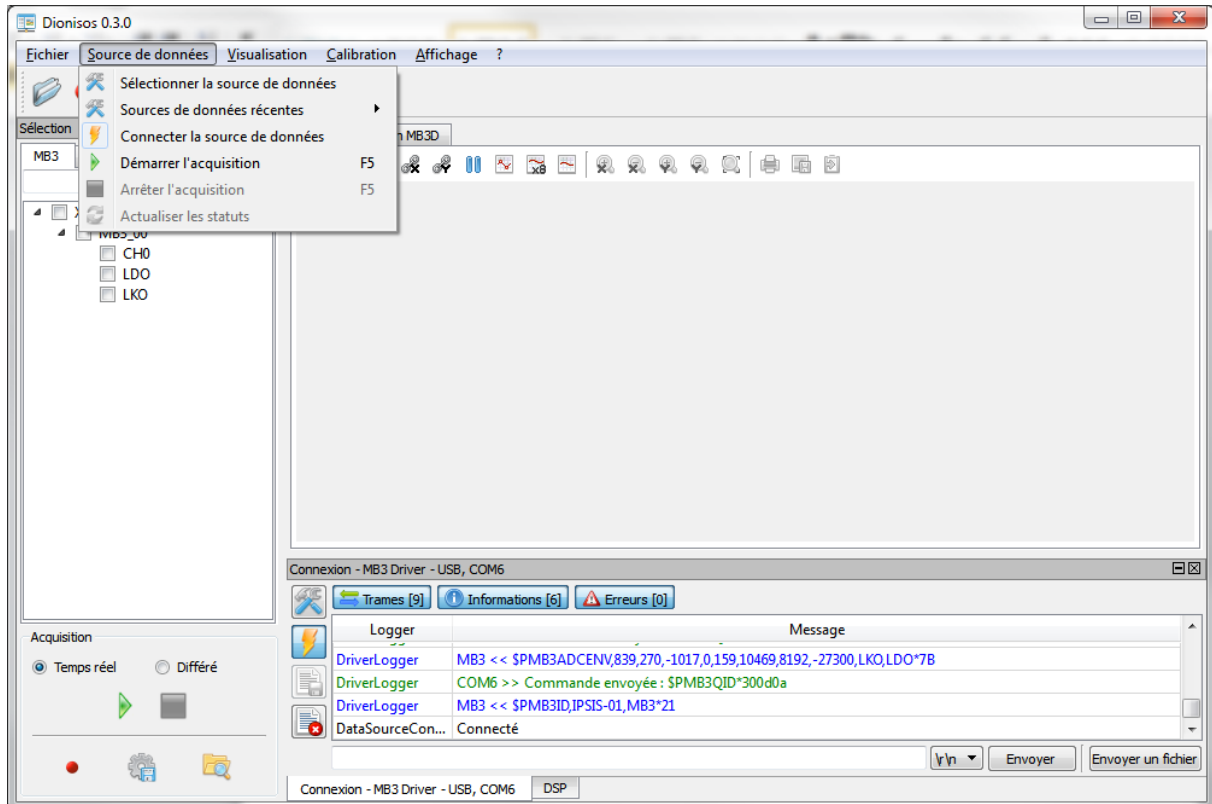 Dionisos 0.3.0
Fichier Source de données Visualisation Calibration Affichage ?
Sélectionner la source de données
Sources de données récentes
Connecter la source de données
Démarrer l'acquisition F5
Arrêter l'acquisition F5
Actualiser les statuts
Sélection
MB3D
MB3
x8
MB3_00
CH0
LDO
LKO
Connexion - MB3 Driver - USB, COM6
Trames [9] Informations [6] Erreurs [0]
Logger Message
DriverLogger MB3 << $PMB3ADCENV,839,270,-1017,0,159,10469,8192,-27300,LKO,LDO*7B
DriverLogger COM6 >> Commande envoyée : $PMB3QID*300d0a
DriverLogger MB3 << $PMB3ID,IPSIS-01,MB3*21
DataSourceCon... Connecté
\r\n Envoyer Envoyer un fichier
Connexion - MB3 Driver - USB, COM6 DSP
Acquisition
Temps réel Différé